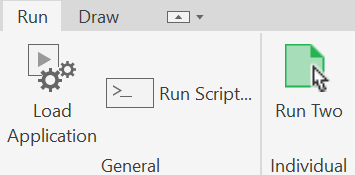 Run Draw
Load
Application
>_ Run Script...
Run Two
General
Individual